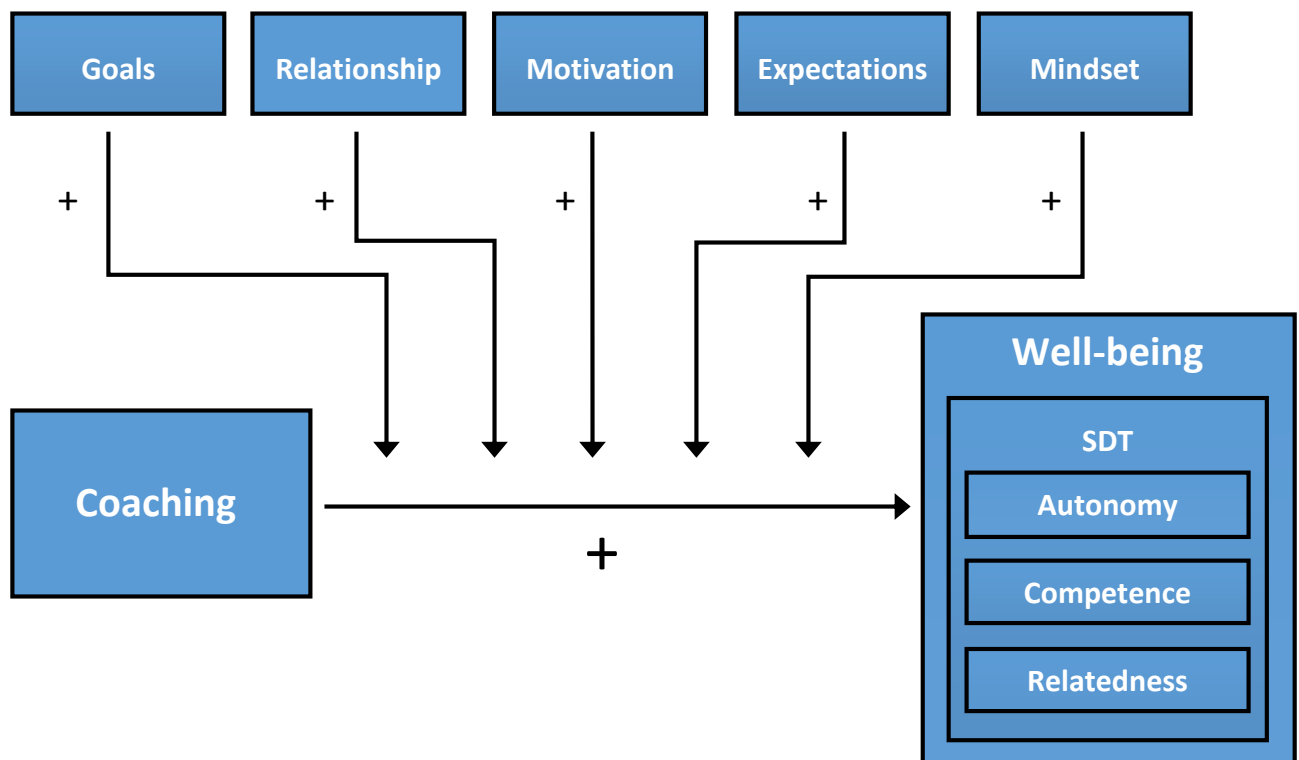 Goals
Relationship
Motivation
Expectations
Mindset
+
+
+
+
+
Well-being
SDT
Autonomy
Coaching
+
Competence
Relatedness